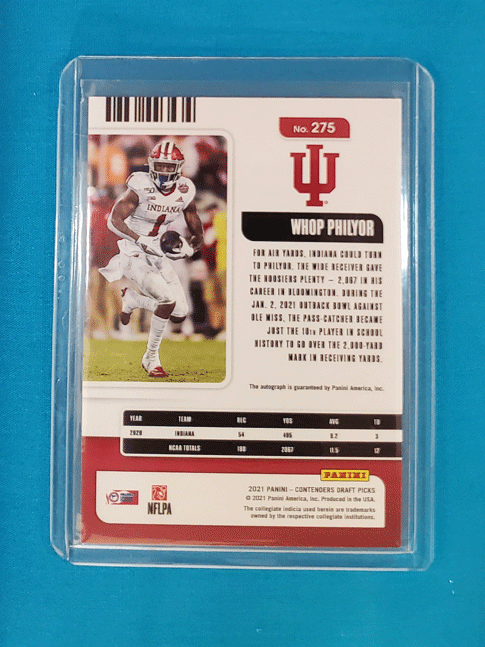 No. 275
WHOP PHILYOR
INDIANA
1
FOR AIR YARDS, INDIANA COULD TURN
TO PHILYOR. THE WIDE RECEIVER GAVE
THE HOOSIERS PLENTY – 2,067 IN HIS
CAREER IN BLOOMINGTON. DURING THE
JAN. 2, 2021 OUTBACK BOWL AGAINST
OLE MISS, THE PASS-CATCHER BECAME
JUST THE 10TH PLAYER IN SCHOOL
HISTORY TO GO OVER THE 2,000-YARD
MARK IN RECEIVING YARDS.
The autograph is guaranteed by Panini America, Inc.
YEAR TEAM REC YDS AVG TD
2020 INDIANA 54 495 9.2 3
NCAA TOTALS 180 2067 11.5 12
PANINI
2021 PANINI - CONTENDERS DRAFT PICKS
© 2021 Panini America, Inc. Produced in the USA.
The collegiate indicia used herein are trademarks
owned by the respective collegiate institutions.
NFLPA